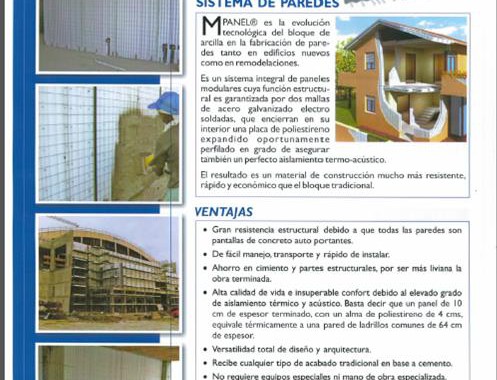 SISTEMA DE PAREDES
MPANEL® es la evolución
tecnológica del bloque de
arcilla en la fabricación de pare-
des tanto en edificios nuevos
como en remodelaciones.
Es un sistema integral de paneles
modulares cuya función estructu-
ral es garantizada por dos mallas
de acero galvanizado electro
soldadas, que encierran en su
interior una placa de poliestireno
expandido oportunamente
perfilado en grado de asegurar
también un perfecto aislamiento termo-acústico.
El resultado es un material de construcción mucho más resistente,
rápido y económico que el bloque tradicional.
VENTAJAS
• Gran resistencia estructural debido a que todas las paredes son
pantallas de concreto auto portantes.
• De fácil manejo, transporte y rápido de instalar.
• Ahorro en cimiento y partes estructurales, por ser más liviana la
obra terminada.
• Alta calidad de vida e insuperable confort debido al elevado grado
de aislamiento térmico y acústico. Basta decir que un panel de 10
cm de espesor terminado, con un alma de poliestireno de 4 cms,
equivale térmicamente a una pared de ladrillos comunes de 64 cm
de espesor.
• Versatilidad total de diseño y arquitectura.
• Recibe cualquier tipo de acabado tradicional en base a cemento.
• No requiere equipos especiales ni mano de obra especializada.